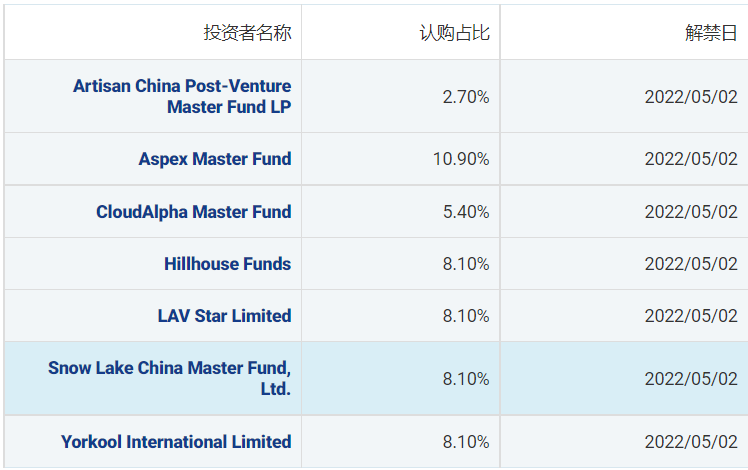 投资者名称 认购占比 解禁日
Artisan China Post-Venture
Master Fund LP 2.70% 2022/05/02
Aspex Master Fund 10.90% 2022/05/02
CloudAlpha Master Fund 5.40% 2022/05/02
Hillhouse Funds 8.10% 2022/05/02
LAV Star Limited 8.10% 2022/05/02
Snow Lake China Master Fund,
Ltd. 8.10% 2022/05/02
Yorkool International Limited 8.10% 2022/05/02